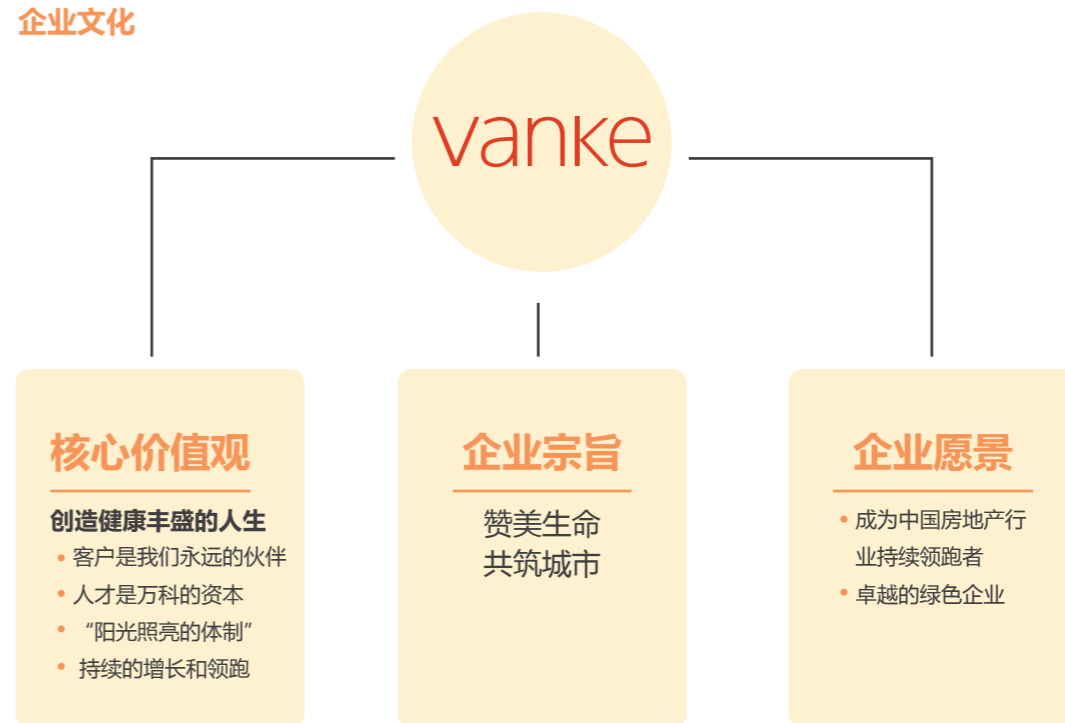 企业文化
vanke
核心价值观
创造健康丰盛的人生
• 客户是我们永远的伙伴
• 人才是万科的资本
• “阳光照亮的体制”
• 持续的增长和领跑
企业宗旨
赞美生命
共筑城市
企业愿景
• 成为中国房地产行
业持续领跑者
• 卓越的绿色企业